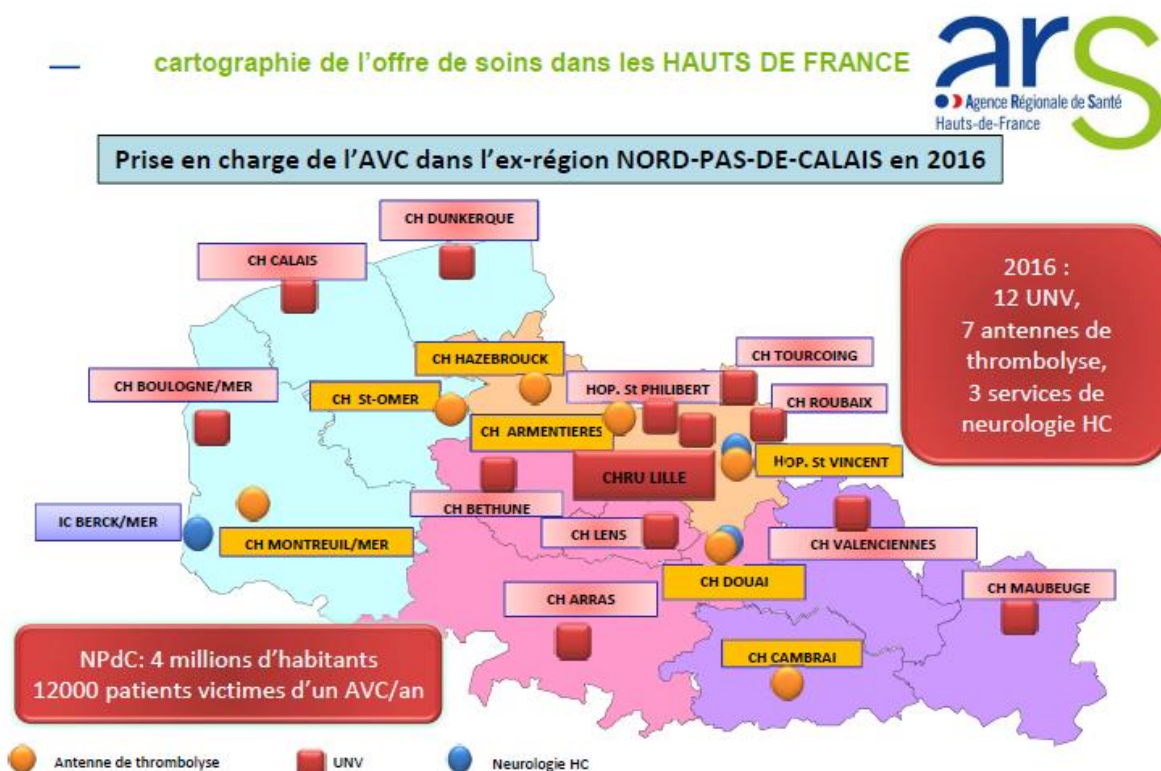 cartographie de l'offre de soins dans les HAUTS DE FRANCE
ars
Agence Régionale de Santé
Hauts-de-France
Prise en charge de l'AVC dans l'ex-région NORD-PAS-DE-CALAIS en 2016
CH DUNKERQUE
CH CALAIS
2016 :
12 UNV,
7 antennes de
thrombolyse,
3 services de
neurologie HC
CH HAZEBROUCK
CH TOURCOING
CH BOULOGNE/MER
CH St-OMER
HOP. St PHILIBERT
CH ROUBAIX
CH ARMENTIERES
HOP. St VINCENT
CHRU LILLE
CH BETHUNE
IC BERCK/MER
CH MONTREUIL/MER
CH LENS
CH VALENCIENNES
CH DOUAI
CH MAUBEUGE
CH ARRAS
NPdC: 4 millions d'habitants
12000 patients victimes d'un AVC/an
CH CAMBRAI
Antenne de thrombolyse
UNV
Neurologie HC